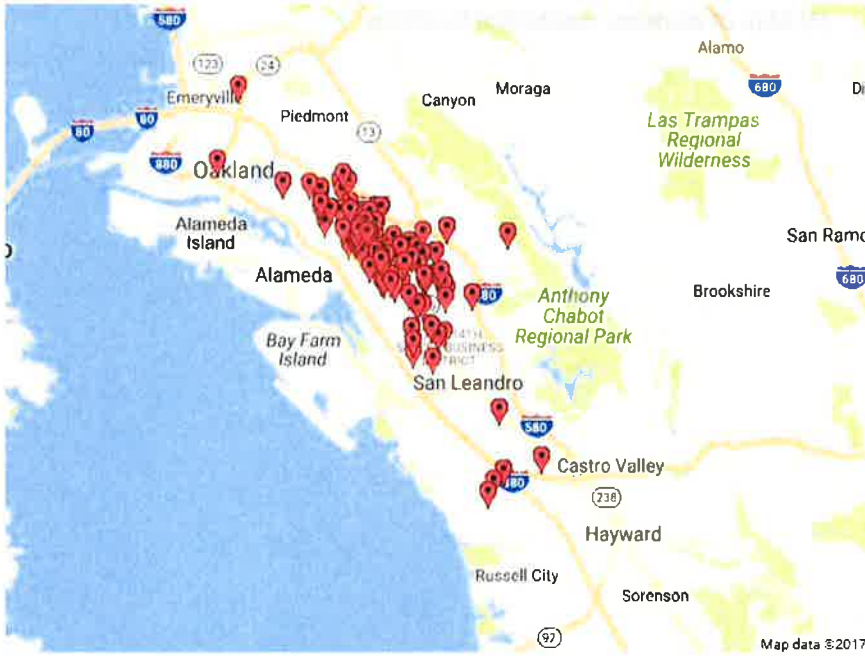 580
Alamo
123
24
680
Emeryville
Moraga
Canyon
Piedmont
80
80
13
Las Trampas
Regional
Wilderness
880
Oakland
Alameda
Island
San Ramo
Alameda
680
Brookshire
80
Anthony
Chabot
Regional Park
Bay Farm
Island
San Leandro
580
Castro Valley
238
Hayward
Russell City
Sorenson
92
Map data ©2017